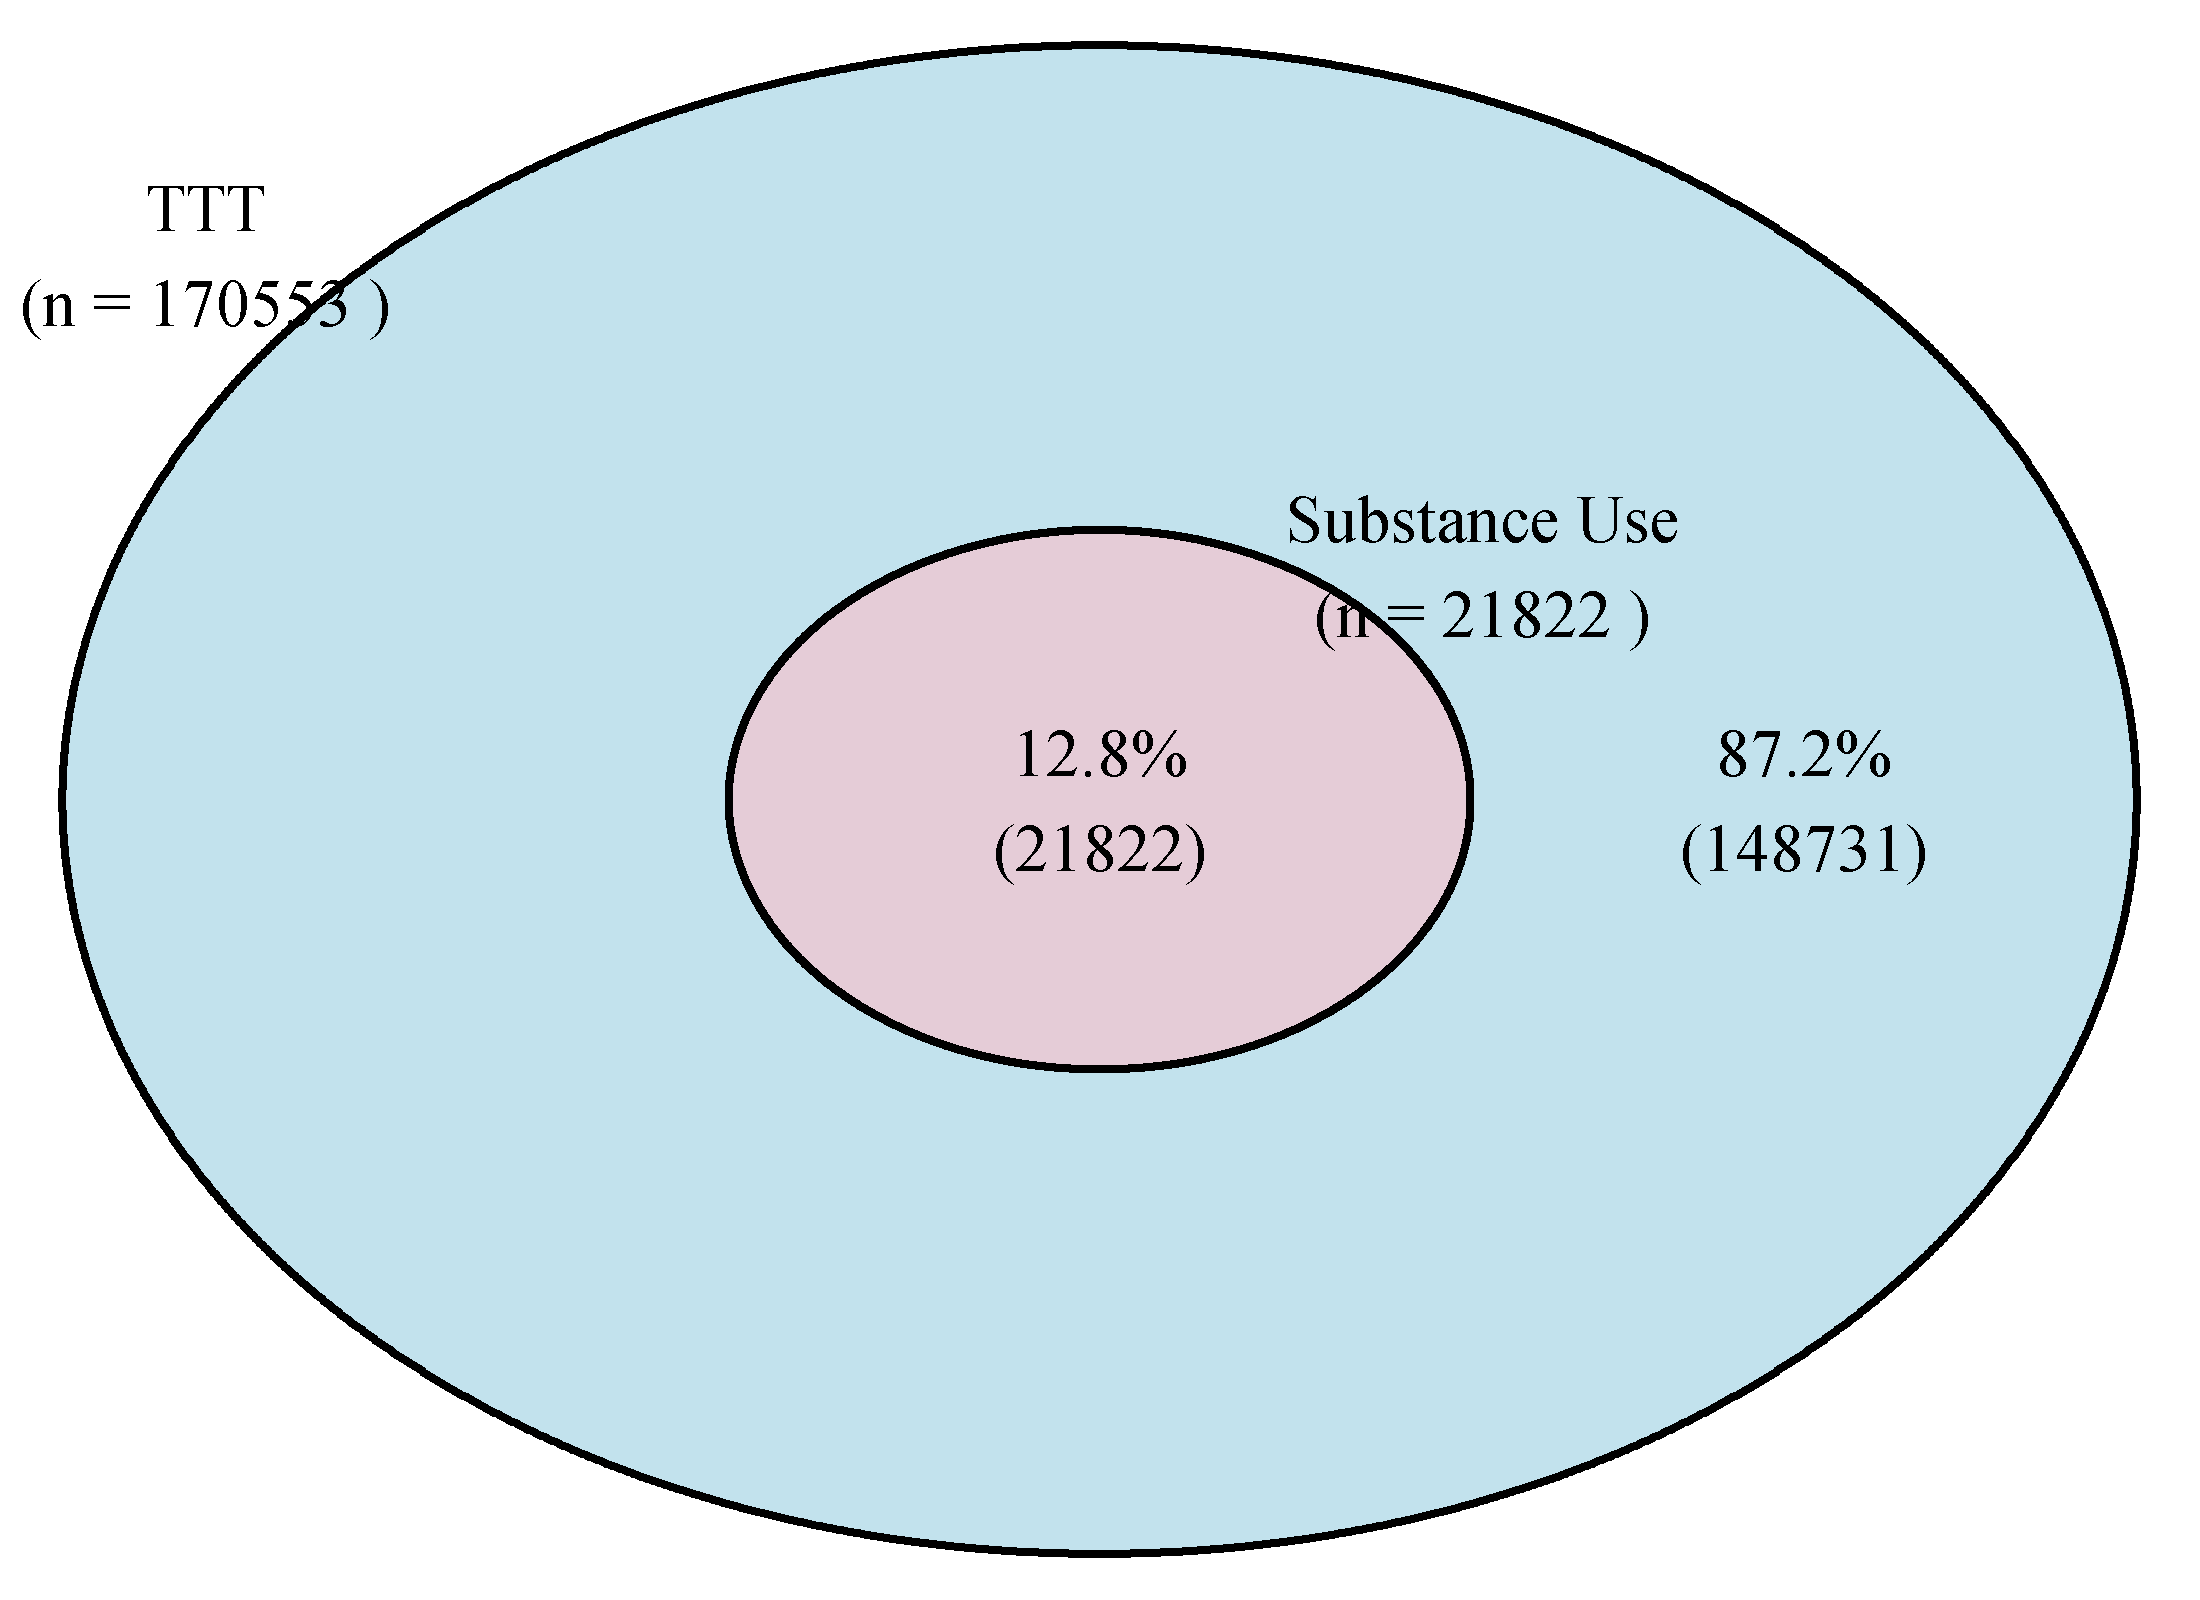 TTT
(n = 170553 )
Substance Use
(n = 21822 )
12.8%
(21822)
87.2%
(148731)